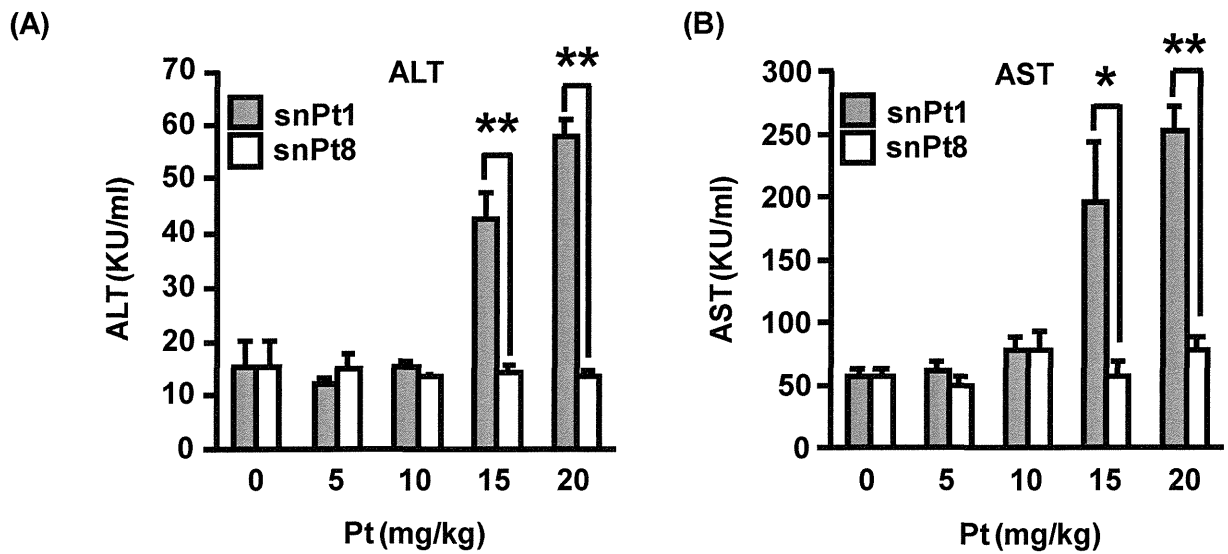 (A)
ALT
**
**
snPt1
snPt8
ALT(KU/ml)
70
60
50
40
30
20
10
0
0 5 10 15 20
Pt (mg/kg)
(B)
AST
*
**
snPt1
snPt8
AST(KU/ml)
300
250
200
150
100
50
0
0 5 10 15 20
Pt (mg/kg)